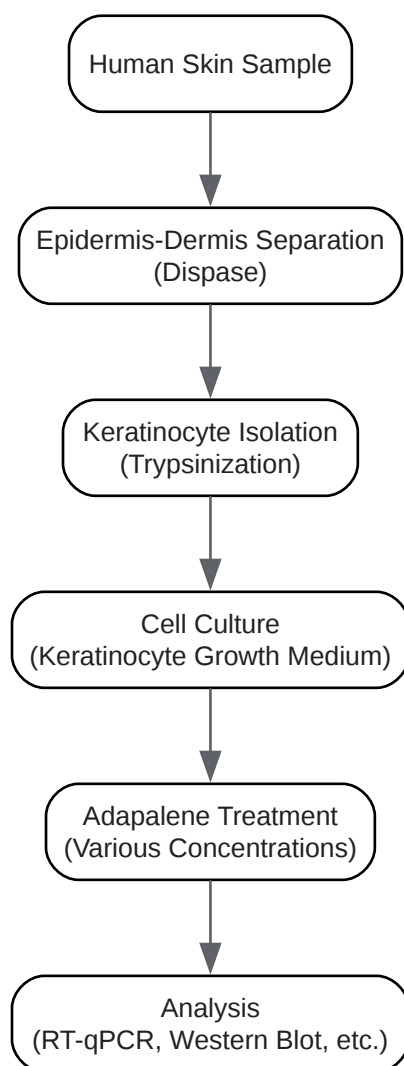 Human Skin Sample
Epidermis-Dermis Separation
(Dispase)
Keratinocyte Isolation
(Trypsinization)
Cell Culture
(Keratinocyte Growth Medium)
Adapalene Treatment
(Various Concentrations)
Analysis
(RT-qPCR, Western Blot, etc.)